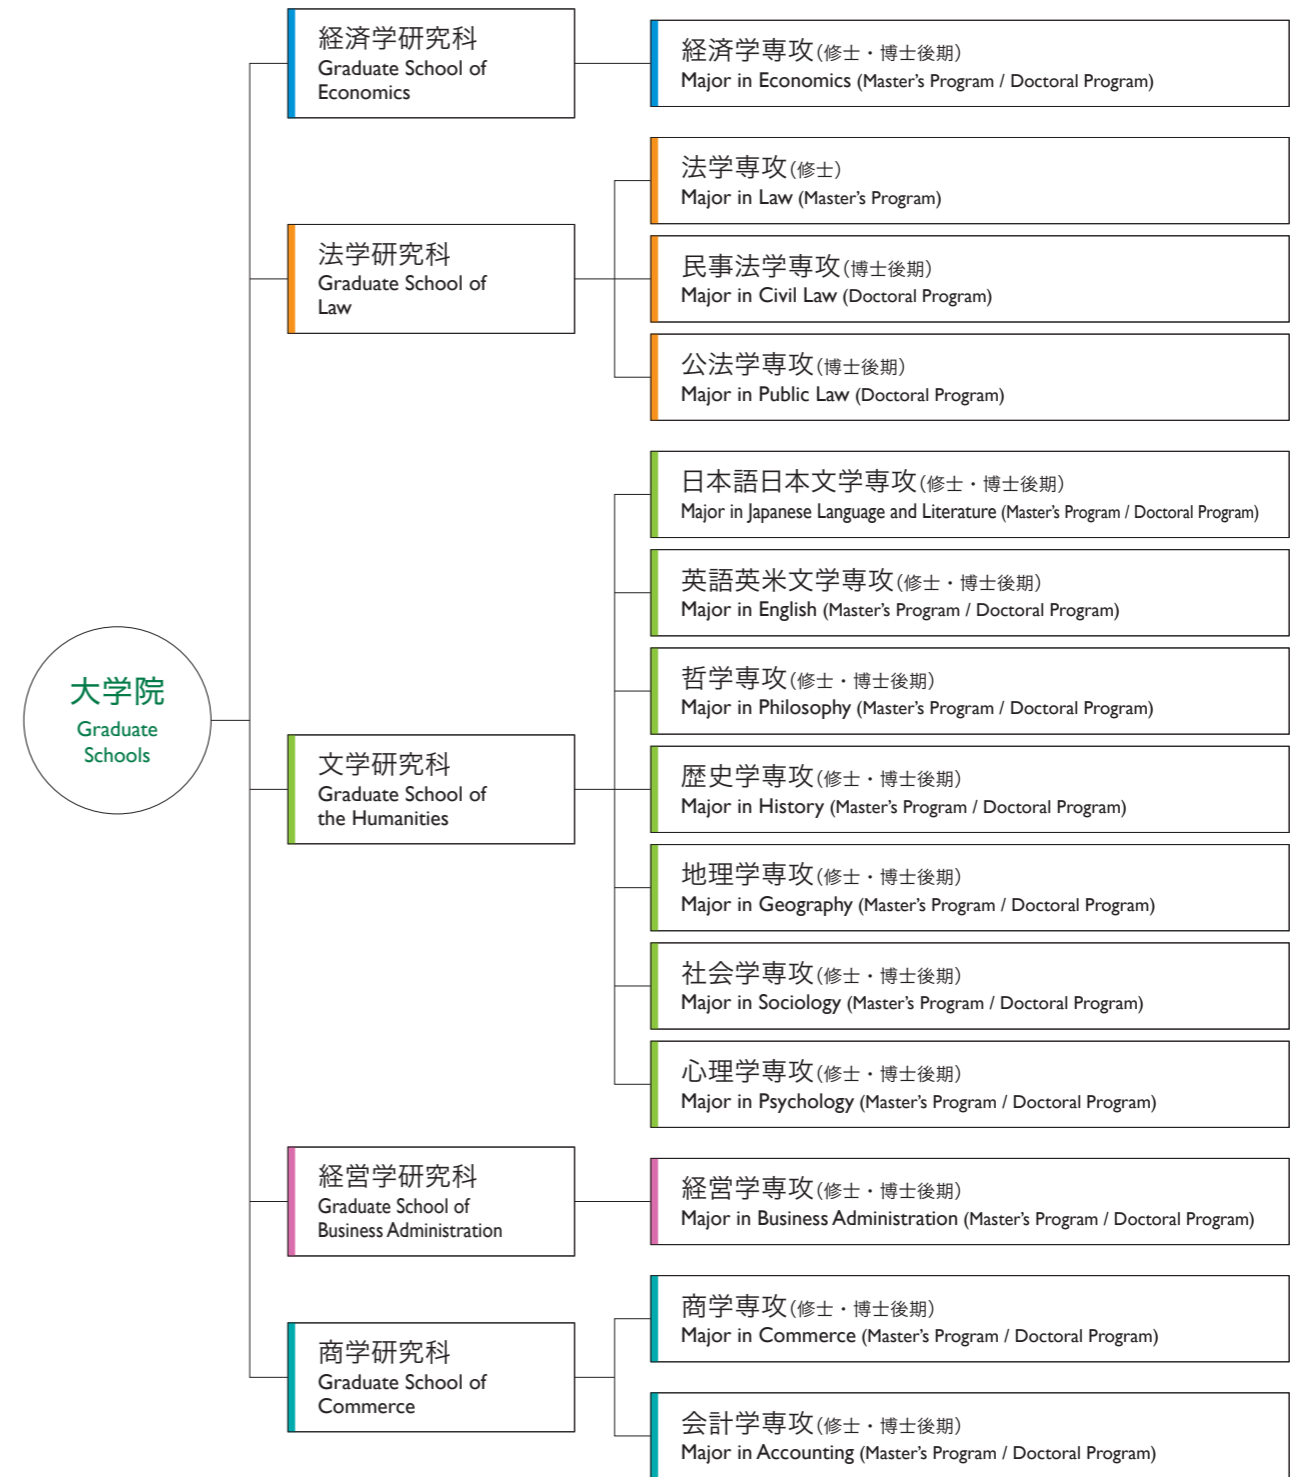 大学院
Graduate
Schools
経済学研究科
Graduate School of
Economics
経済学専攻(修士・博士後期)
Major in Economics (Master's Program / Doctoral Program)
法学研究科
Graduate School of
Law
法学専攻(修士)
Major in Law (Master's Program)
民事法学専攻(博士後期)
Major in Civil Law (Doctoral Program)
公法学専攻(博士後期)
Major in Public Law (Doctoral Program)
文学研究科
Graduate School of
the Humanities
日本語日本文学専攻(修士・博士後期)
Major in Japanese Language and Literature (Master's Program / Doctoral Program)
英語英米文学専攻(修士・博士後期)
Major in English (Master's Program / Doctoral Program)
哲学専攻(修士・博士後期)
Major in Philosophy (Master's Program / Doctoral Program)
歴史学専攻(修士・博士後期)
Major in History (Master's Program / Doctoral Program)
地理学専攻(修士・博士後期)
Major in Geography (Master's Program / Doctoral Program)
社会学専攻(修士・博士後期)
Major in Sociology (Master's Program / Doctoral Program)
心理学専攻(修士・博士後期)
Major in Psychology (Master's Program / Doctoral Program)
経営学研究科
Graduate School of
Business Administration
経営学専攻(修士・博士後期)
Major in Business Administration (Master's Program / Doctoral Program)
商学研究科
Graduate School of
Commerce
商学専攻(修士・博士後期)
Major in Commerce (Master's Program / Doctoral Program)
会計学専攻(修士・博士後期)
Major in Accounting (Master's Program / Doctoral Program)